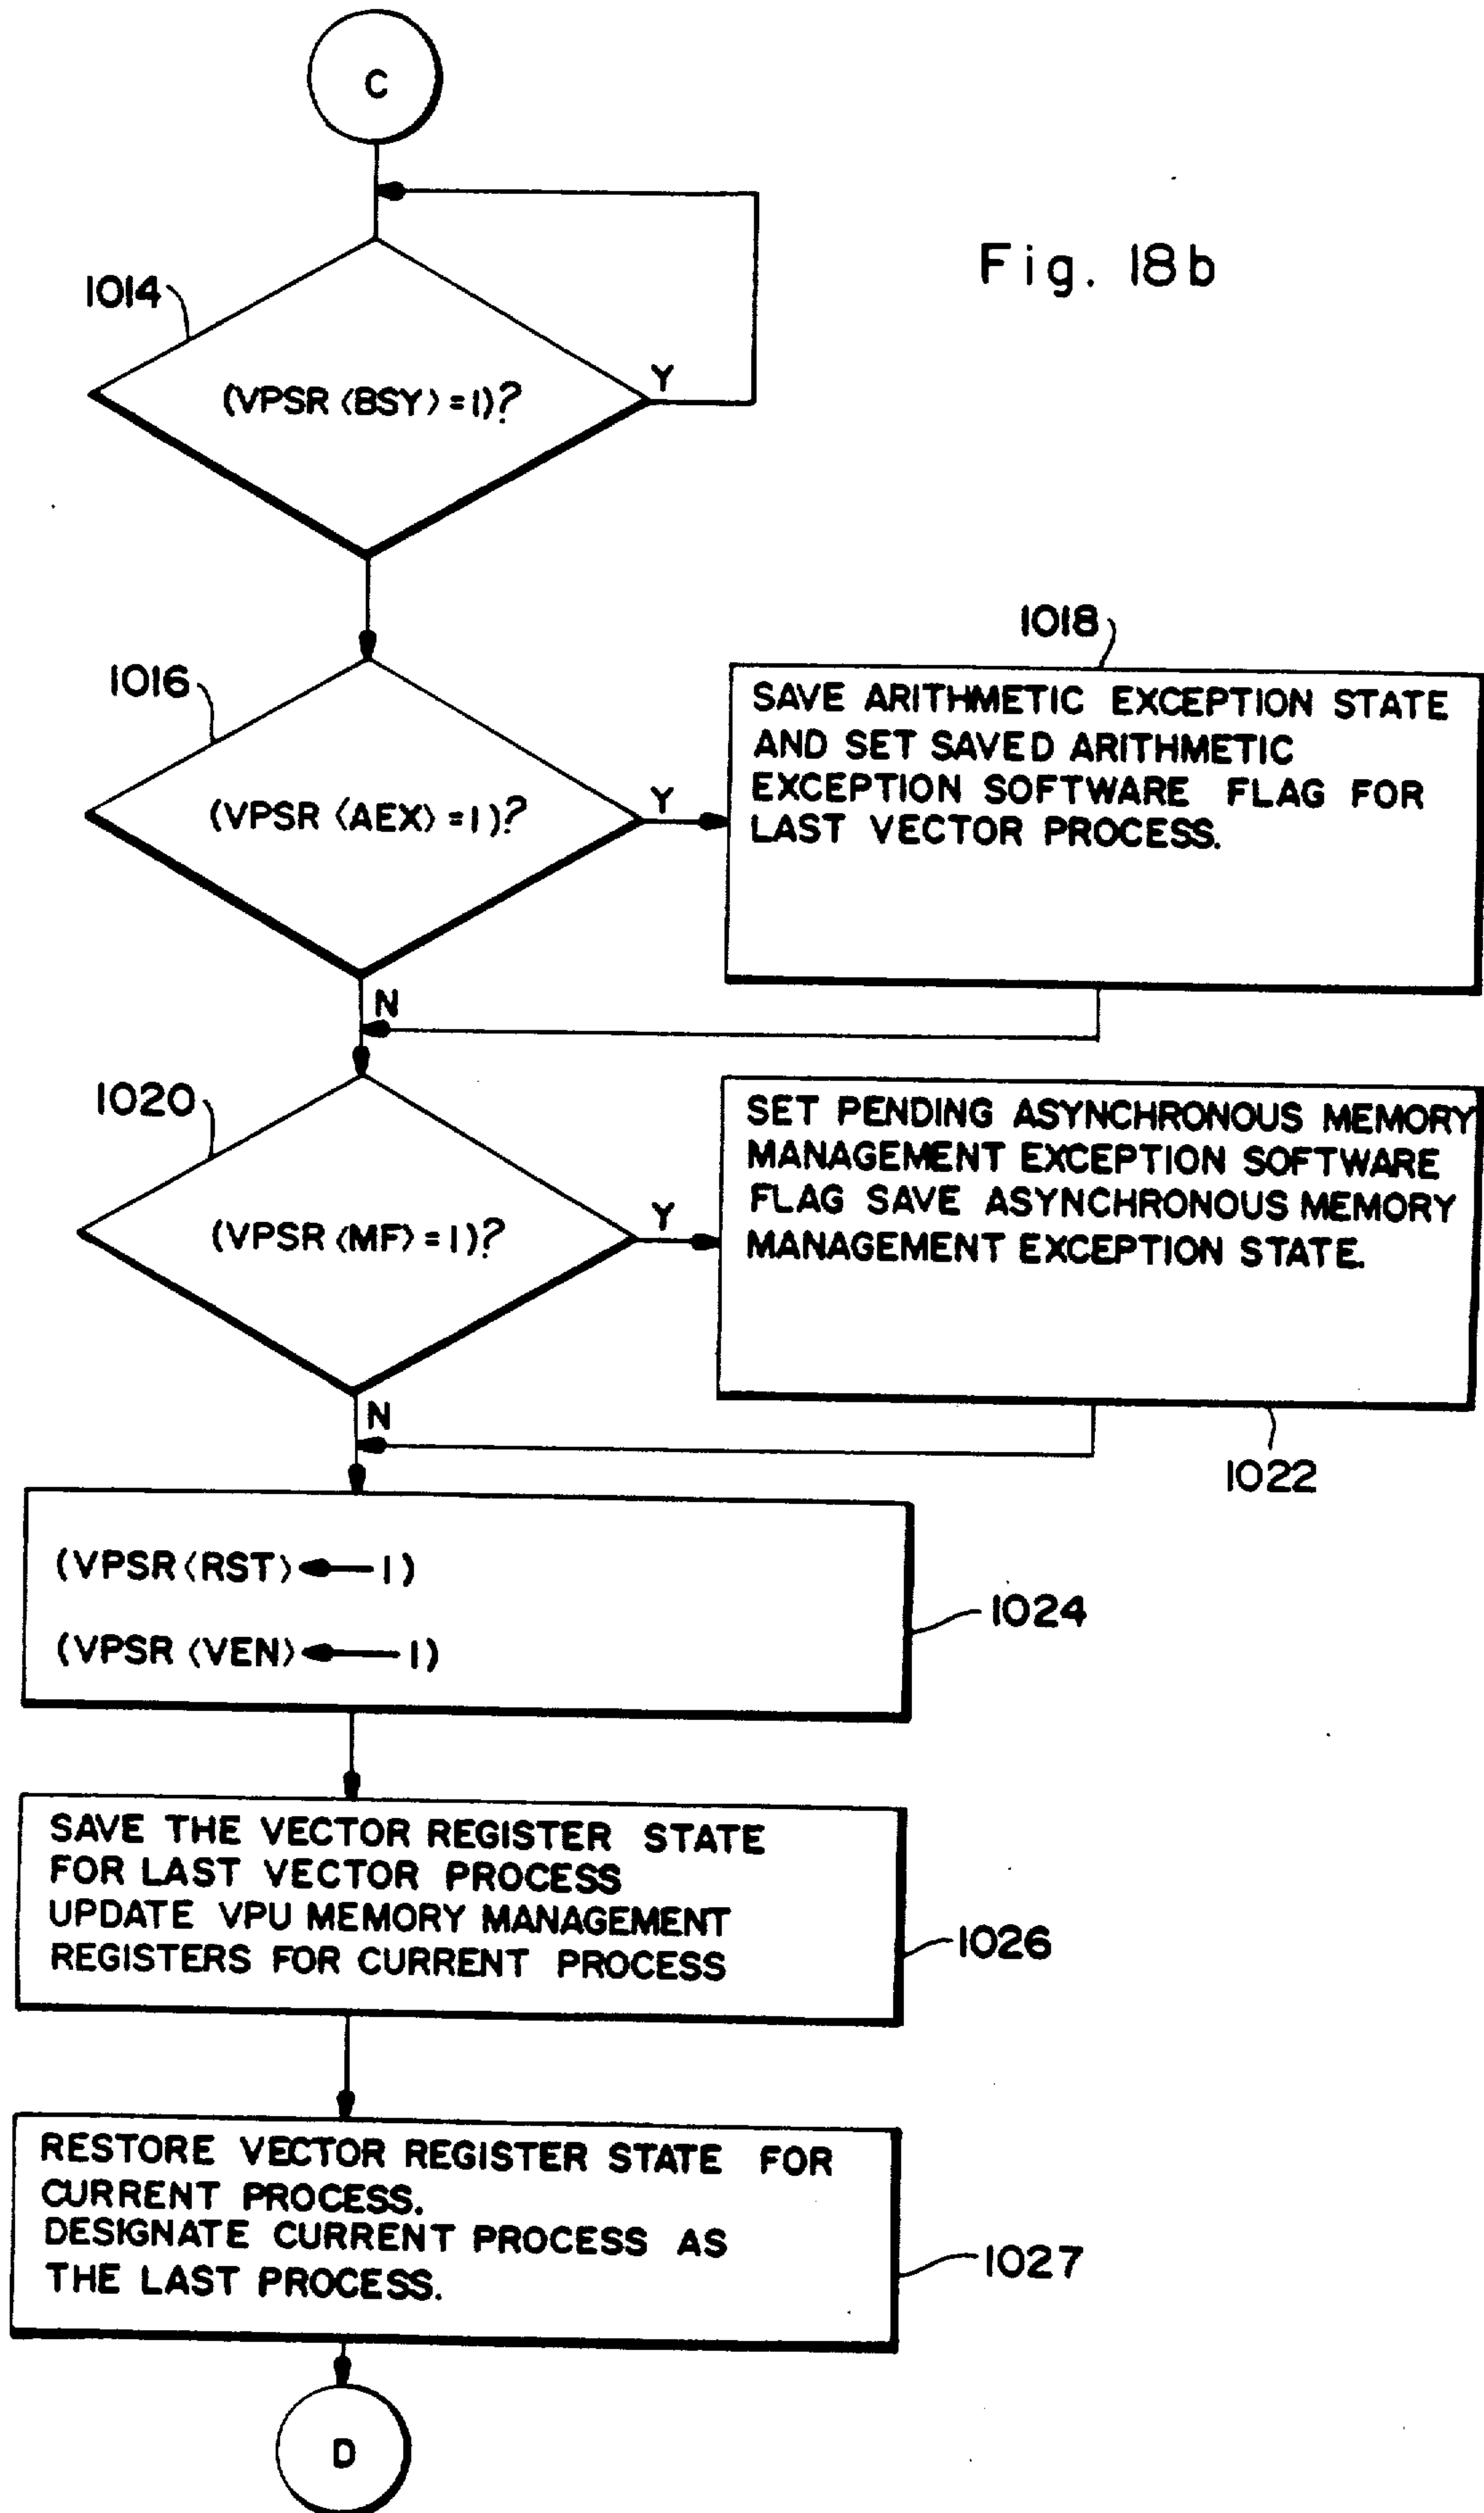 C
Fig. 18b
1014
(VPSR <BSY> = 1)?
Y
1018
1016
SAVE ARITHMETIC EXCEPTION STATE
AND SET SAVED ARITHMETIC
EXCEPTION SOFTWARE FLAG FOR
LAST VECTOR PROCESS.
(VPSR <AEX> = 1)?
Y
N
1020
SET PENDING ASYNCHRONOUS MEMORY
MANAGEMENT EXCEPTION SOFTWARE
FLAG SAVE ASYNCHRONOUS MEMORY
MANAGEMENT EXCEPTION STATE.
(VPSR <MF> = 1)?
Y
N
1022
(VPSR <RST> ← 1)
(VPSR <VEN> ← 1)
1024
SAVE THE VECTOR REGISTER STATE
FOR LAST VECTOR PROCESS
UPDATE VPU MEMORY MANAGEMENT
REGISTERS FOR CURRENT PROCESS
1026
RESTORE VECTOR REGISTER STATE FOR
CURRENT PROCESS.
DESIGNATE CURRENT PROCESS AS
THE LAST PROCESS.
1027
D